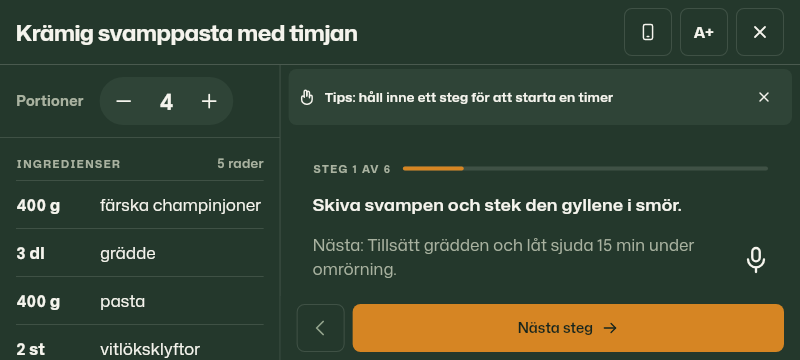 Krämig svamppasta med timjan
A+
Portioner
4
Tips: håll inne ett steg för att starta en timer
INGREDIENSER
5 rader
400 g
färska champinjoner
3 dl
grädde
400 g
pasta
2 st
vitlöksklyftor
STEG 1 AV 6
Skiva svampen och stek den gyllene i smör.
Nästa: Tillsätt grädden och låt sjuda 15 min under
omrörning.
Nästa steg